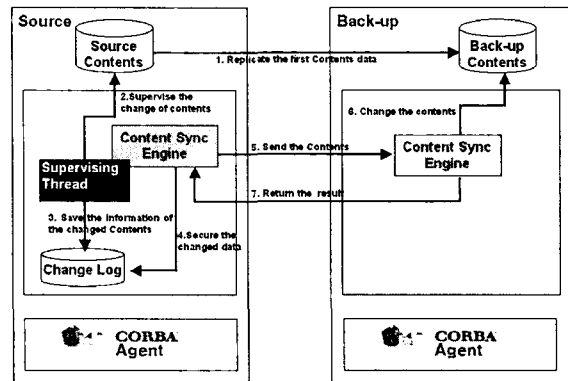 Source
Back-up
Source
Contents
Back-up
Contents
1. Replicate the first Contents data
2.Supervise the
change of contents
6. Change the contents
Content Sync
Engine
5. Send the Contents
Content Sync
Engine
Supervising
Thread
7. Return the result
3. Save the Information of
the changed Contents
4.Secure the
changed data
Change Log
CORBA
Agent
CORBA
Agent